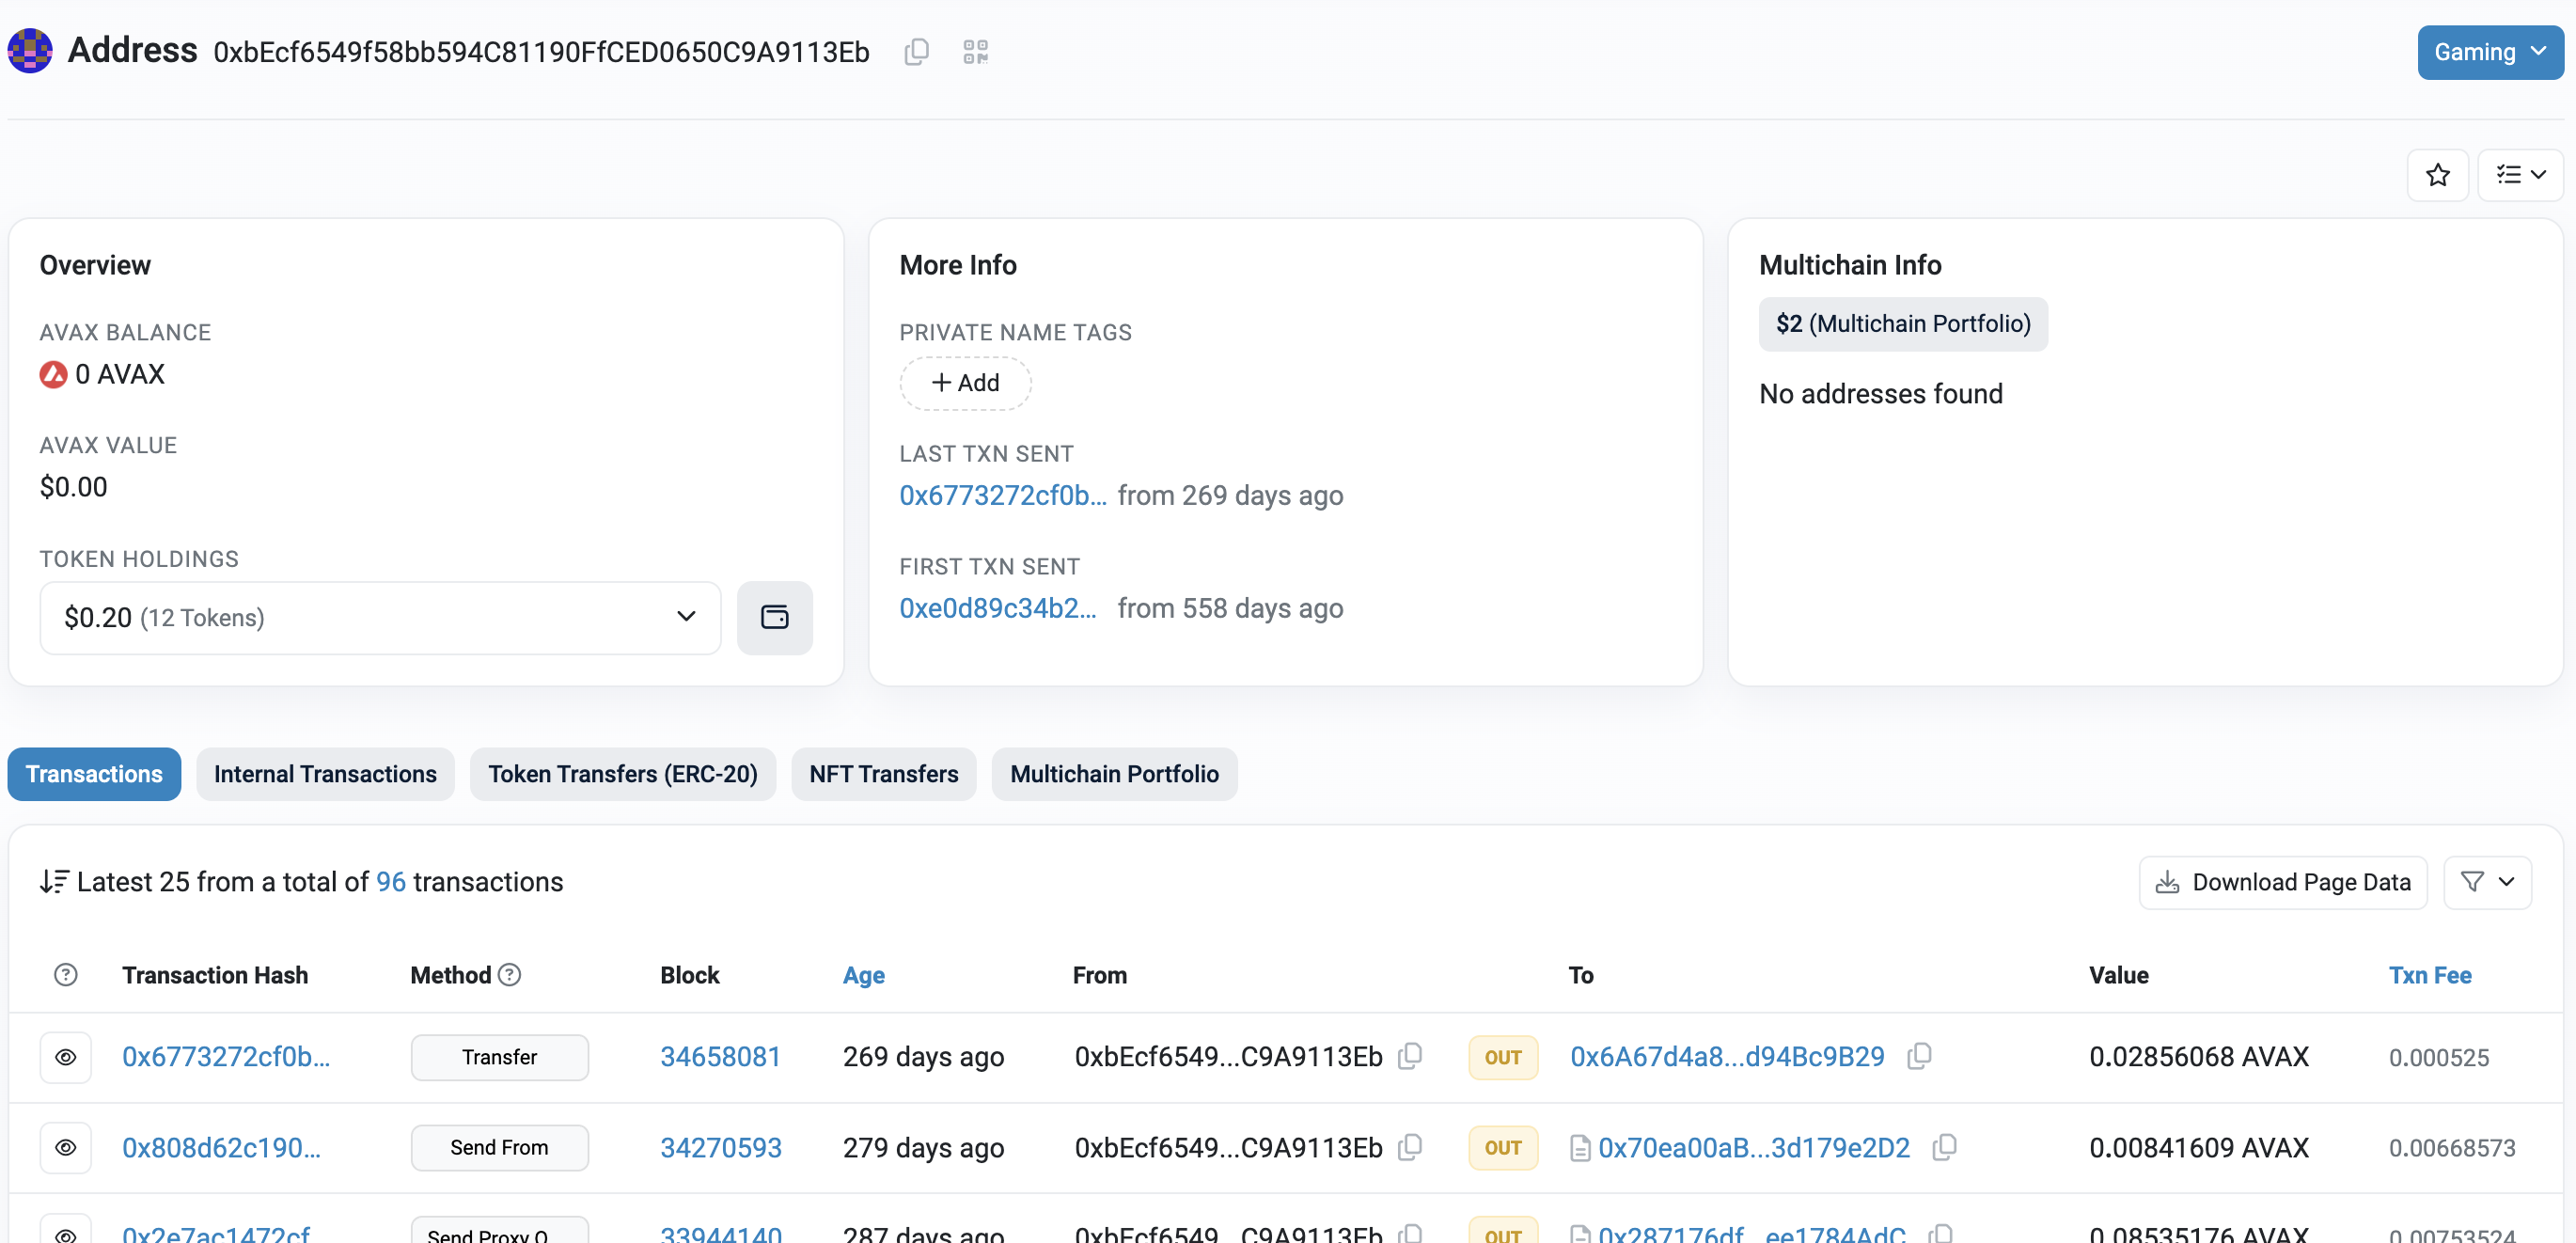 Address 0xbEcf6549f58bb594C81190FfCED0650C9A9113Eb
Gaming
Overview
AVAX BALANCE
0 AVAX
AVAX VALUE
$0.00
TOKEN HOLDINGS
$0.20 (12 Tokens)
More Info
PRIVATE NAME TAGS
+ Add
LAST TXN SENT
0x6773272cf0b... from 269 days ago
FIRST TXN SENT
0xe0d89c34b2... from 558 days ago
Multichain Info
$2 (Multichain Portfolio)
No addresses found
Transactions Internal Transactions Token Transfers (ERC-20) NFT Transfers Multichain Portfolio
Latest 25 from a total of 96 transactions
Download Page Data
Transaction Hash Method Block Age From To Value Txn Fee
0x6773272cf0b... Transfer 34658081 269 days ago 0xbEcf6549...C9A9113Eb OUT 0x6A67d4a8...d94Bc9B29 0.02856068 AVAX 0.000525
0x808d62c190... Send From 34270593 279 days ago 0xbEcf6549...C9A9113Eb OUT 0x70ea00aB...3d179e2D2 0.00841609 AVAX 0.00668573
0x2e7ac1472cf... Send Proxy O... 33944140 287 days ago 0xbEcf6549...C9A9113Eb OUT 0x287176df...ee1784AdC 0.08535176 AVAX 0.00753524